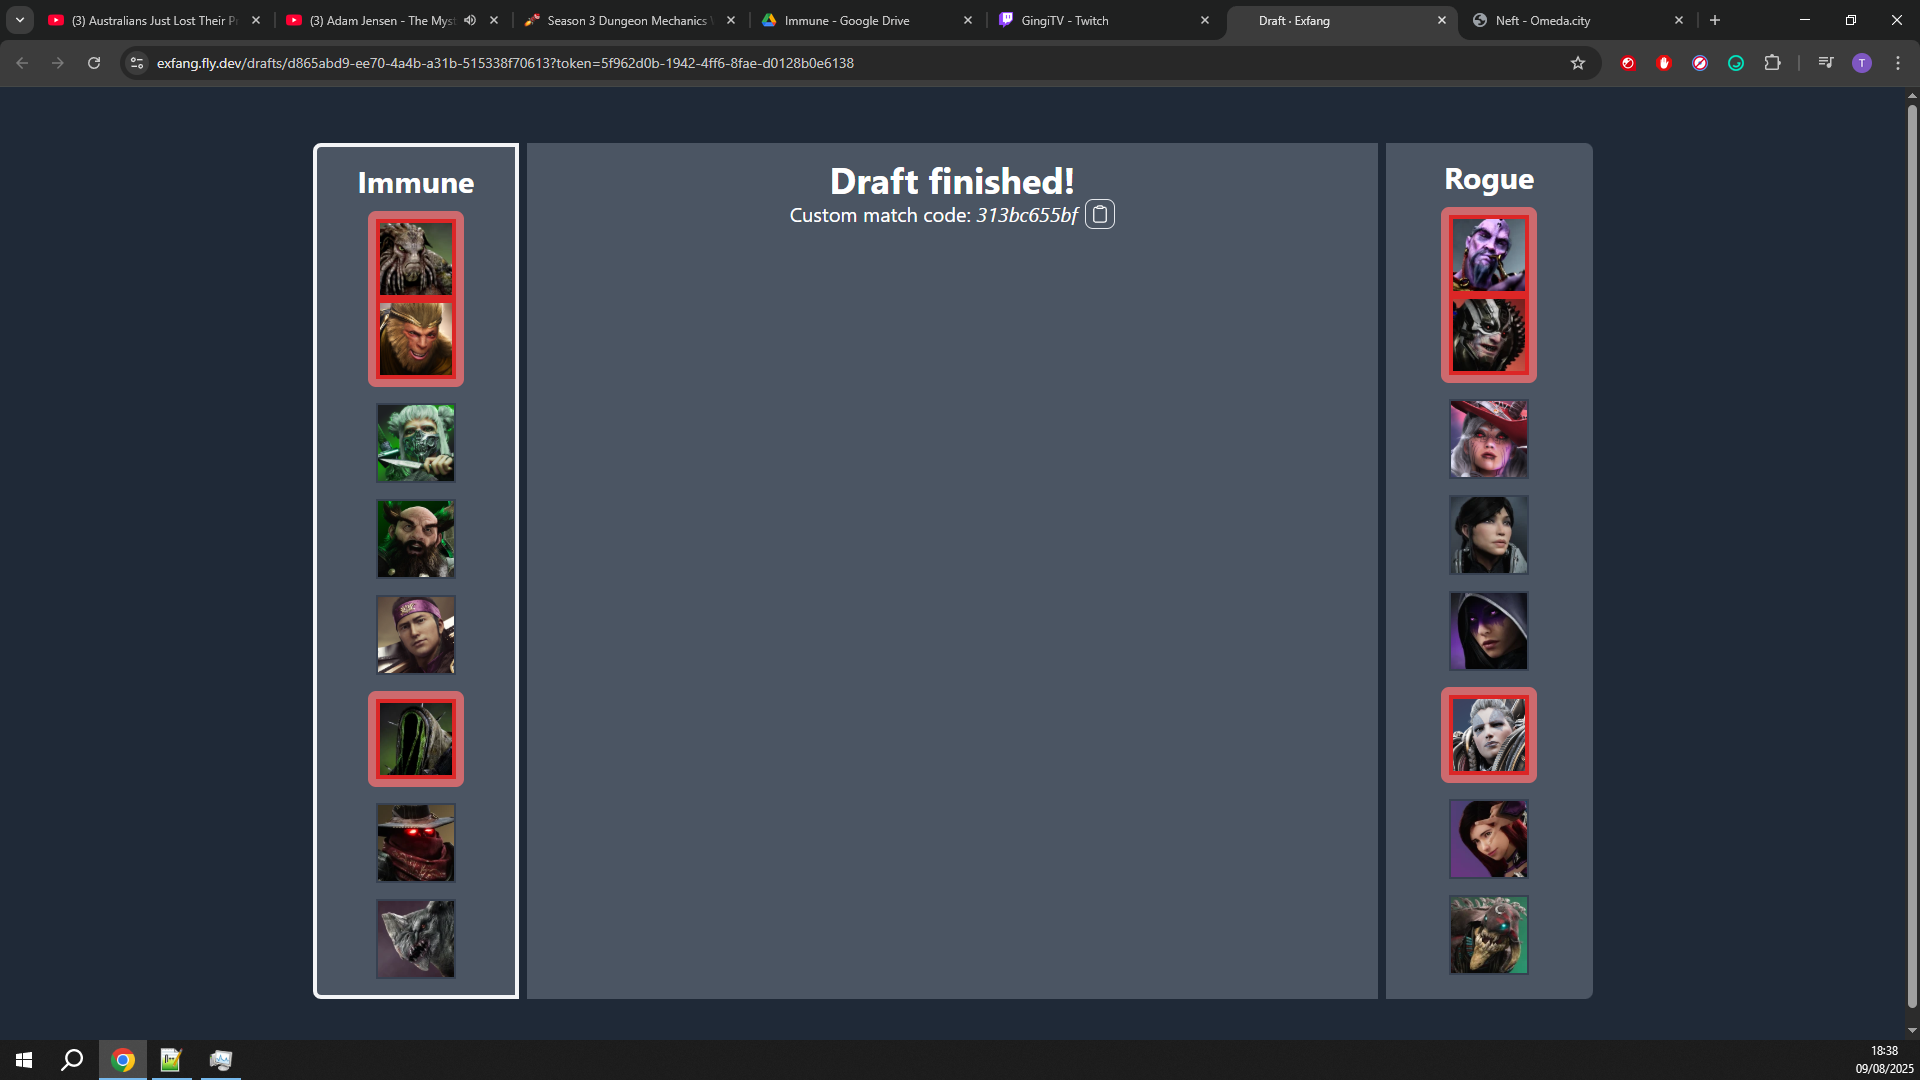 (3) Australians Just Lost Their P
(3) Adam Jensen - The Myst
Season 3 Dungeon Mechanics
Immune - Google Drive
GingiTV - Twitch
Draft · Exfang
Neft - Omeda.city
exfang.fly.dev/drafts/d865abd9-ee70-4a4b-a31b-515338f70613?token=5f962d0b-1942-4ff6-8fae-d0128b0e6138
T
Immune
Draft finished!
Custom match code: 313bc655bf
Rogue
18:38
09/08/2025